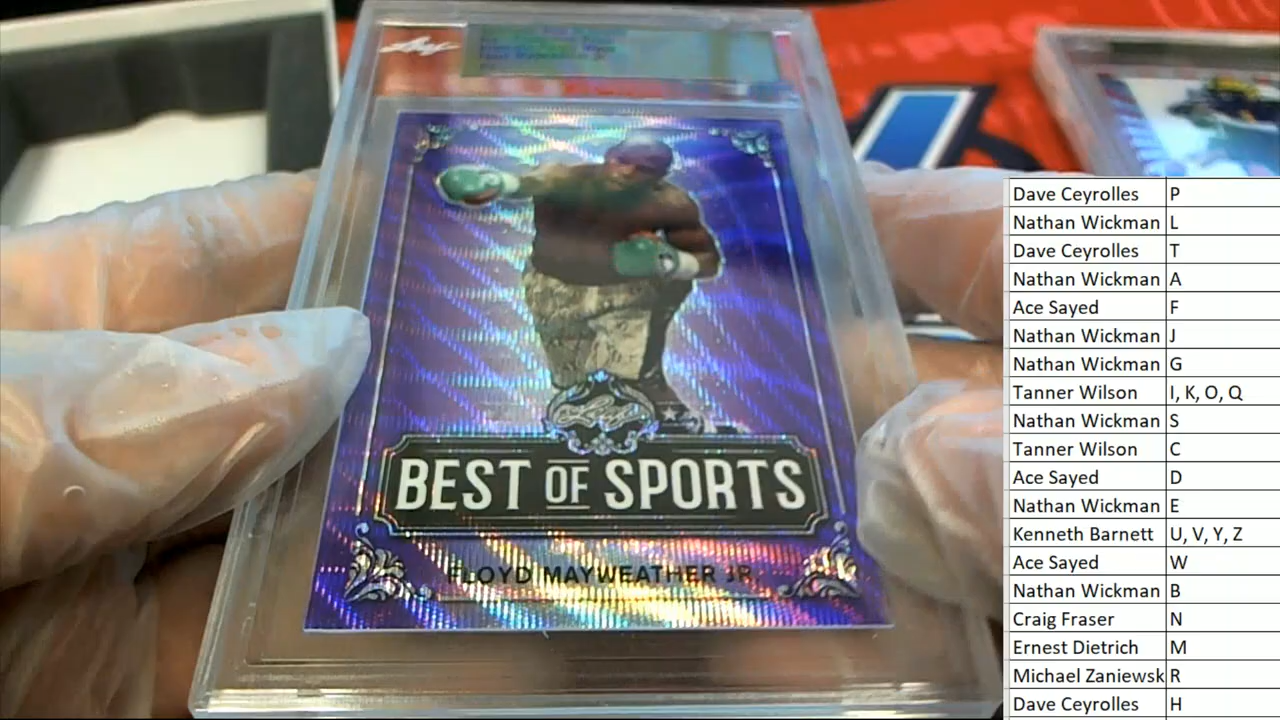 Leaf
BEST OF SPORTS
FLOYD MAYWEATHER JR.
Dave Ceyrolles P
Nathan Wickman L
Dave Ceyrolles T
Nathan Wickman A
Ace Sayed F
Nathan Wickman J
Nathan Wickman G
Tanner Wilson I, K, O, Q
Nathan Wickman S
Tanner Wilson C
Ace Sayed D
Nathan Wickman E
Kenneth Barnett U, V, Y, Z
Ace Sayed W
Nathan Wickman B
Craig Fraser N
Ernest Dietrich M
Michael Zaniewsk R
Dave Ceyrolles H